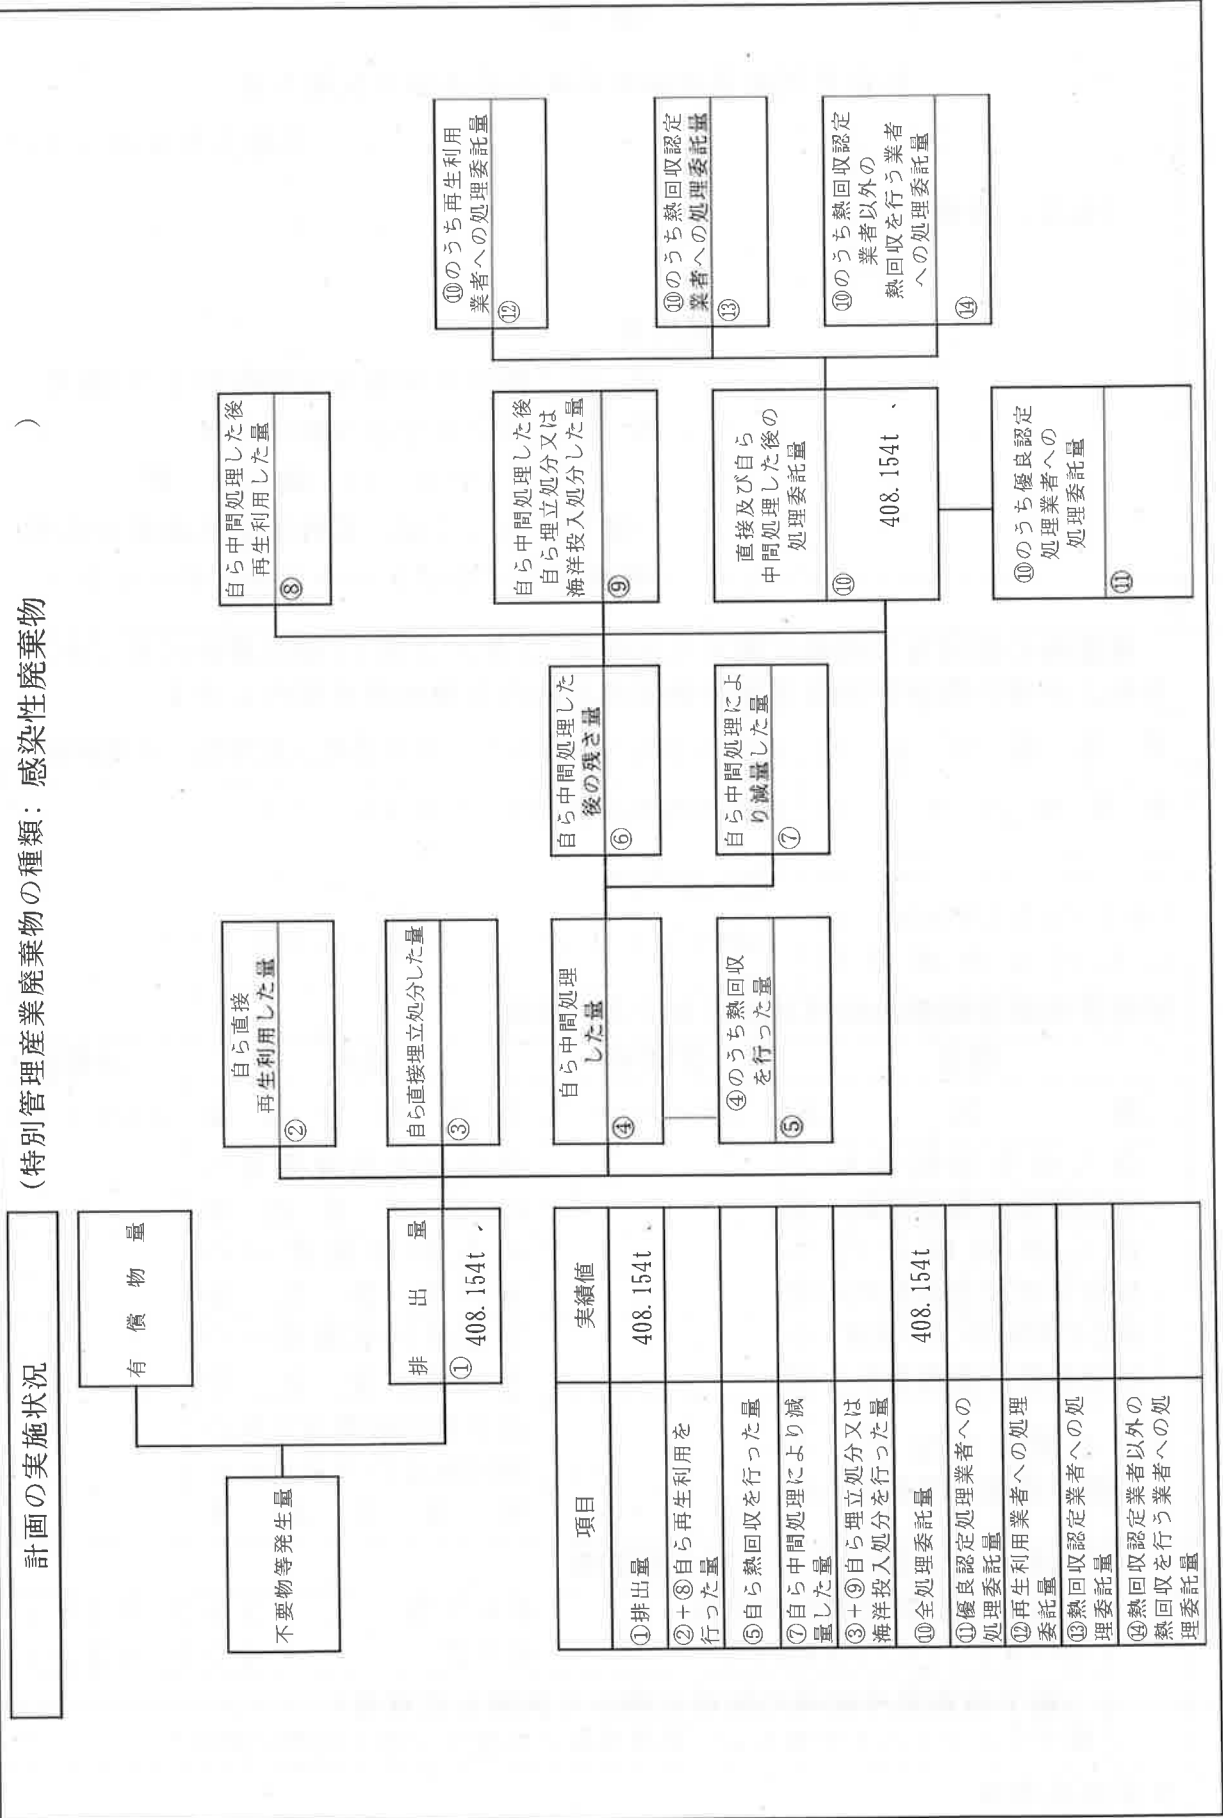 計画の実施状況
(特別管理産業廃棄物の種類：感染性廃棄物 )
不要物等発生量
有償物量
排出量
① 408.154t
自ら直接
再生利用した量
②
自ら直接埋立処分した量
③
自ら中間処理
した量
④
④のうち熱回収
を行った量
⑤
自ら中間処理した
後の残さ量
⑥
自ら中間処理によ
り減量した量
⑦
自ら中間処理した後
再生利用した量
⑧
自ら中間処理した後
自ら埋立処分又は
海洋投入処分した量
⑨
直接及び自ら
中間処理した後の
処理委託量
⑩
408.154t
⑩のうち優良認定
処理業者への
処理委託量
⑪
⑩のうち再生利用
業者への処理委託量
⑫
⑩のうち熱回収認定
業者への処理委託量
⑬
⑩のうち熱回収認定
業者以外の
熱回収を行う業者
への処理委託量
⑭
項目 実績値
①排出量 408.154t
②＋⑧自ら再生利用を
行った量
⑤自ら熱回収を行った量
⑦自ら中間処理により減
量した量
③＋⑨自ら埋立処分又は
海洋投入処分を行った量
⑩全処理委託量 408.154t
⑪優良認定処理業者への
処理委託量
⑫再生利用業者への処理
委託量
⑬熱回収認定業者への処
理委託量
⑭熱回収認定業者以外の
熱回収を行う業者への処
理委託量